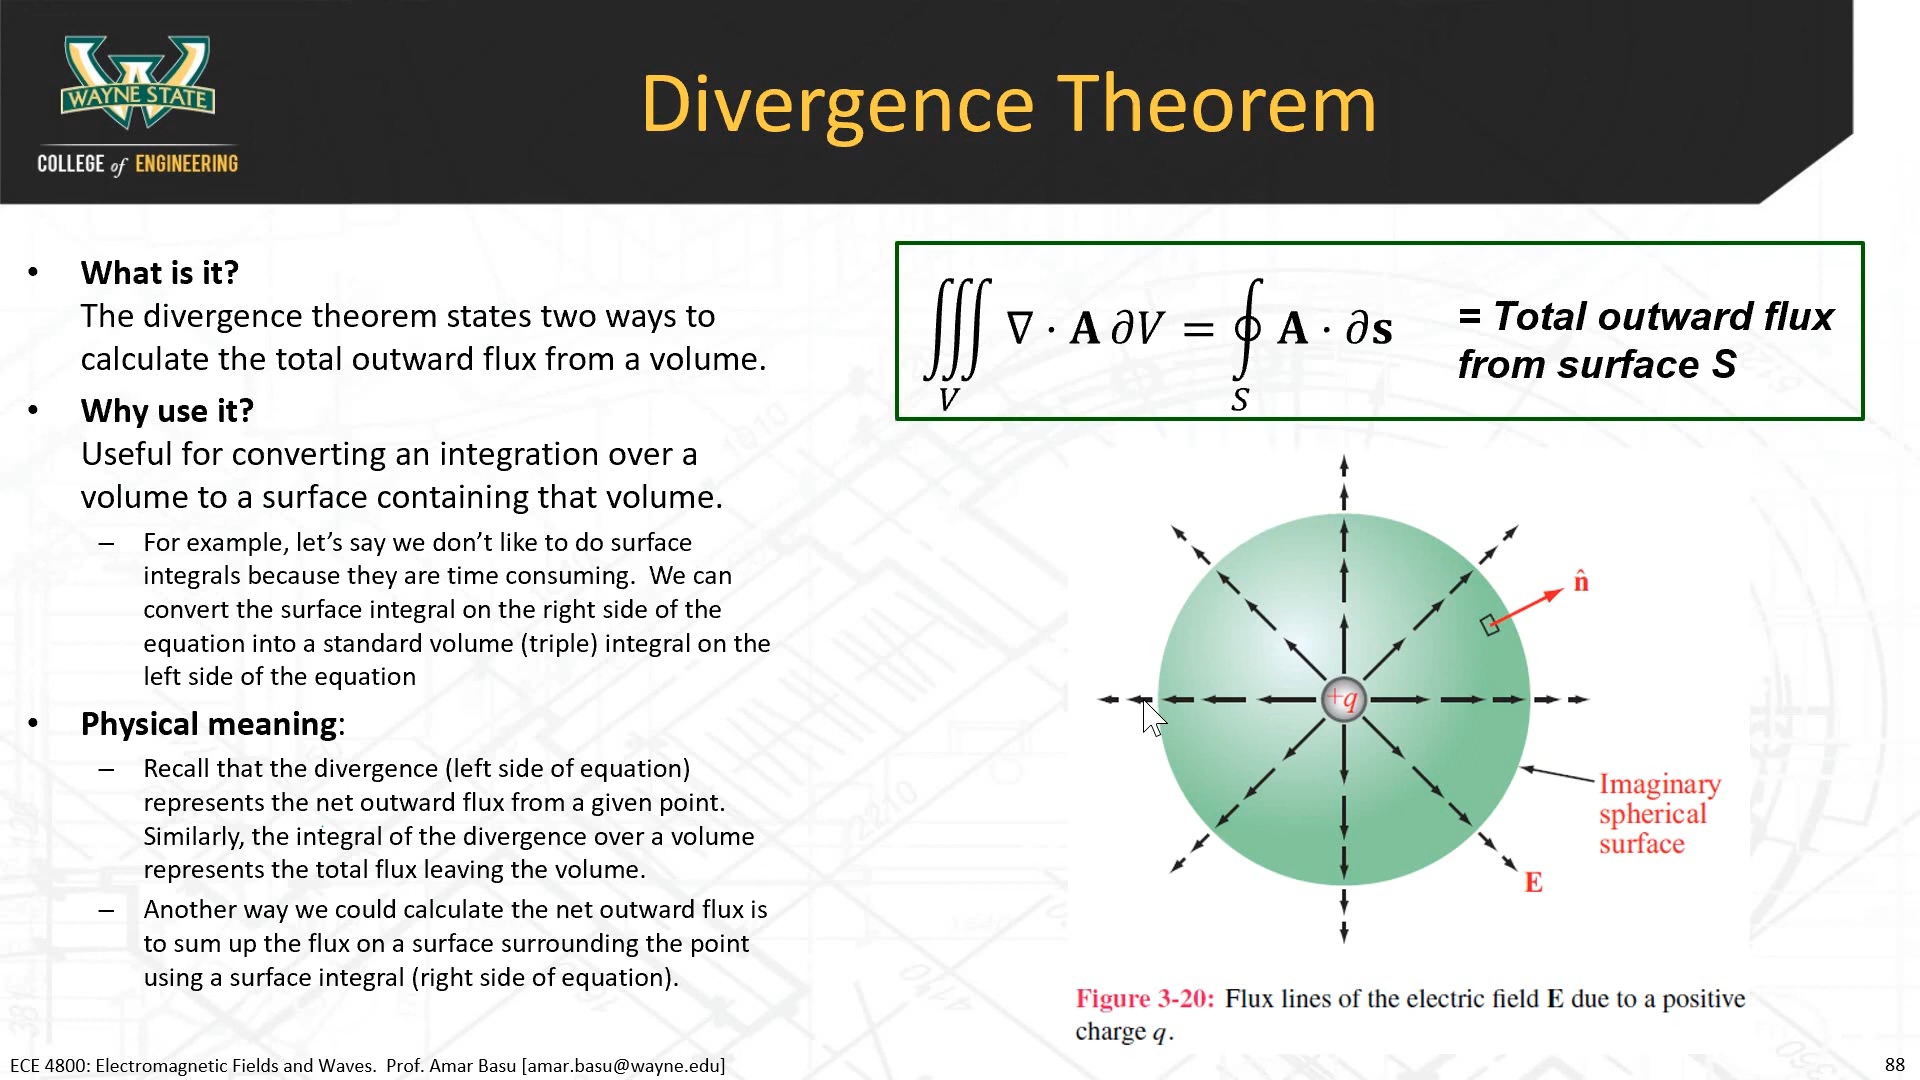 WAYNE STATE
COLLEGE of ENGINEERING
Divergence Theorem
• What is it?
The divergence theorem states two ways to
calculate the total outward flux from a volume.
• Why use it?
Useful for converting an integration over a
volume to a surface containing that volume.
– For example, let’s say we don’t like to do surface
integrals because they are time consuming.  We can
convert the surface integral on the right side of the
equation into a standard volume (triple) integral on the
left side of the equation
• Physical meaning:
– Recall that the divergence (left side of equation)
represents the net outward flux from a given point.
Similarly, the integral of the divergence over a volume
represents the total flux leaving the volume.
– Another way we could calculate the net outward flux is
to sum up the flux on a surface surrounding the point
using a surface integral (right side of equation).
∭_V ∇ · A ∂V = ∮_S A · ∂s
= Total outward flux
from surface S
n̂
+q
Imaginary
spherical
surface
E
Figure 3-20: Flux lines of the electric field E due to a positive
charge q.
ECE 4800: Electromagnetic Fields and Waves.  Prof. Amar Basu [amar.basu@wayne.edu]
88